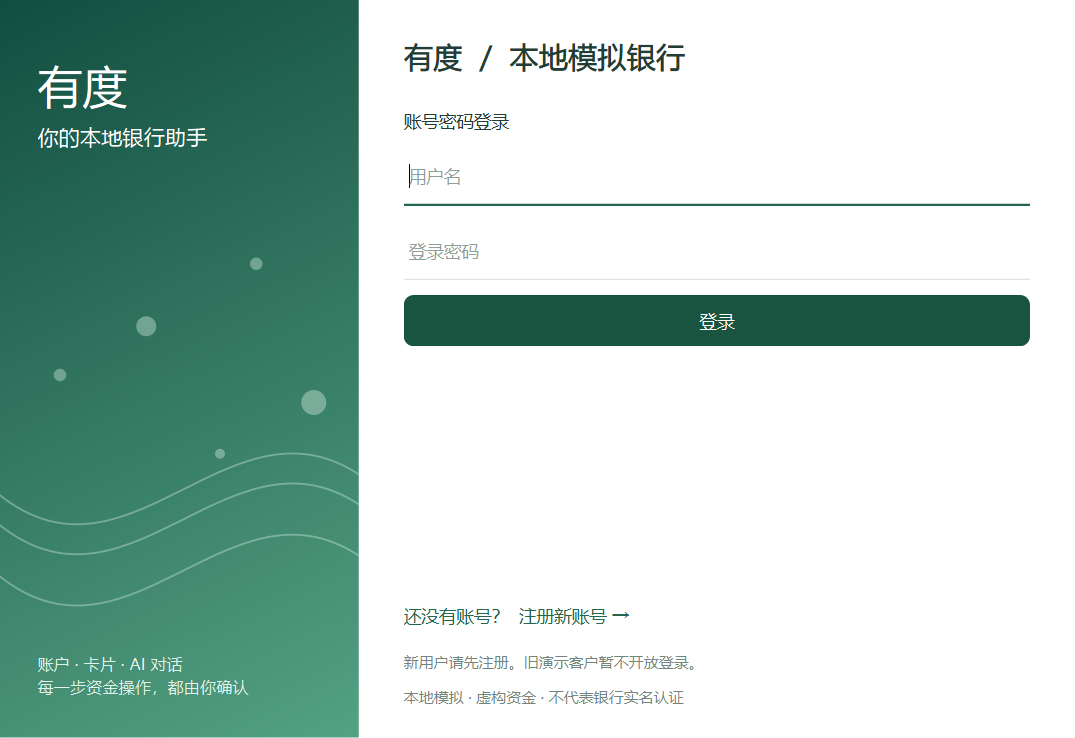 有度
你的本地银行助手
账户 · 卡片 · AI 对话
每一步资金操作，都由你确认
有度 / 本地模拟银行
账号密码登录
用户名
登录密码
登录
还没有账号？ 注册新账号 →
新用户请先注册。旧演示客户暂不开放登录。
本地模拟 · 虚构资金 · 不代表银行实名认证